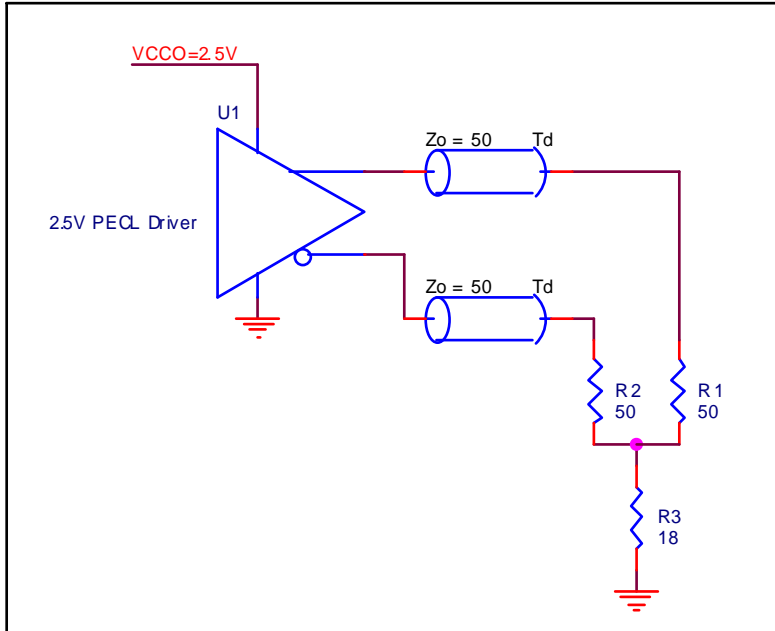 VCCO=2.5V
U1
Zo = 50 Td
2.5V PECL Driver
Zo = 50 Td
R2
50
R1
50
R3
18